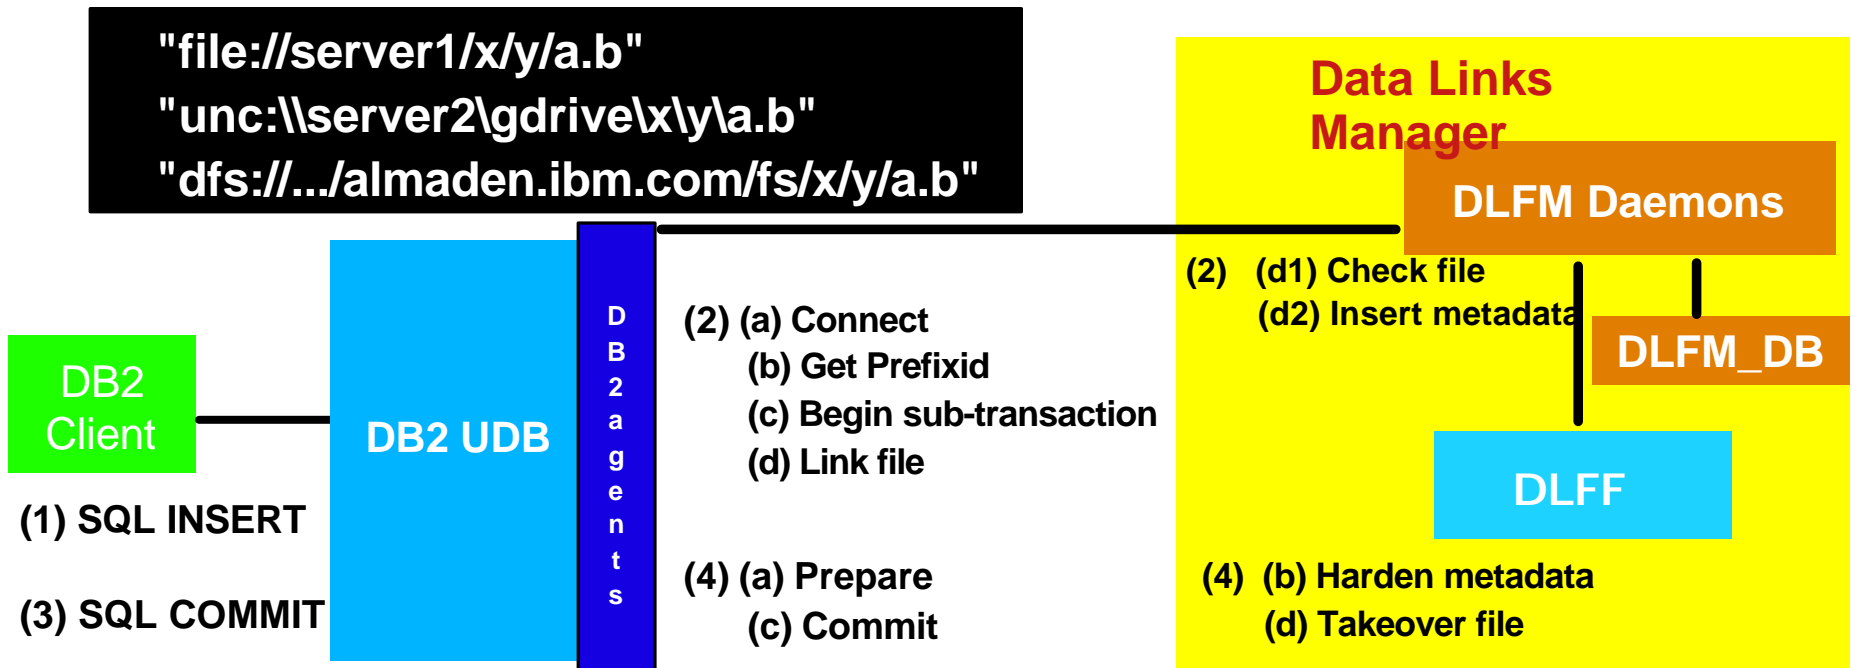 "file://server1/x/y/a.b"
"unc:\\server2\gdrive\x\y\a.b"
"dfs://.../almaden.ibm.com/fs/x/y/a.b"
Data Links
Manager
DLFM Daemons
(2) (d1) Check file
(d2) Insert metadata
DLFM_DB
DLFF
(4) (b) Harden metadata
(d) Takeover file
DB2
Client
(1) SQL INSERT
(3) SQL COMMIT
DB2 UDB
DB2agents
(2) (a) Connect
(b) Get Prefixid
(c) Begin sub-transaction
(d) Link file
(4) (a) Prepare
(c) Commit